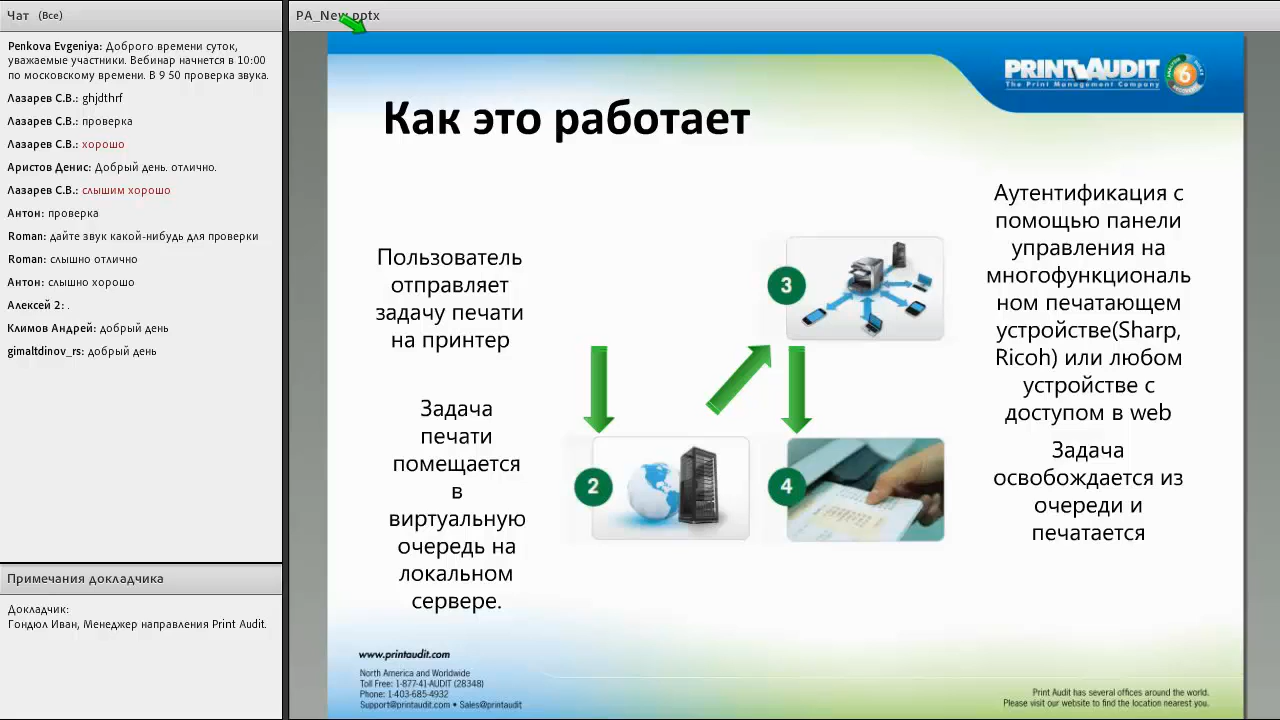 Чат (Все)
Penkova Evgeniya: Доброго времени суток,
уважаемые участники. Вебинар начнется в 10:00
по московскому времени. В 9 50 проверка звука.
Лазарев С.В.: ghjdthrf
Лазарев С.В.: проверка
Лазарев С.В.: хорошо
Аристов Денис: Добрый день. отлично.
Лазарев С.В.: слышим хорошо
Антон: проверка
Roman: дайте звук какой-нибудь для проверки
Roman: слышно отлично
Антон: слышно хорошо
Алексей 2: .
Климов Андрей: добрый день
gimaltdinov_rs: добрый день
Примечания докладчика
Докладчик:
Гондюл Иван, Менеджер направления Print Audit.
PA_New.pptx
PRINT AUDIT 6
The Print Management Company
Как это работает
Пользователь
отправляет
задачу печати
на принтер
Задача
печати
помещается
в
виртуальную
очередь на
локальном
сервере.
3
2
4
Аутентификация с
помощью панели
управления на
многофункциональ
ном печатающем
устройстве(Sharp,
Ricoh) или любом
устройстве с
доступом в web
Задача
освобождается из
очереди и
печатается
www.printaudit.com
North America and Worldwide
Toll Free: 1-877-41-AUDIT (28348)
Phone: 1-403-685-4932
Support@printaudit.com • Sales@printaudit
Print Audit has several offices around the world.
Please visit our website to find the location nearest you.